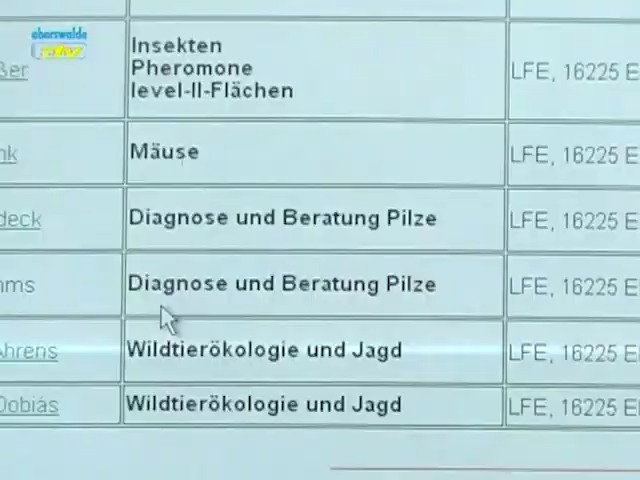 eberswalde
rtv
Insekten
ßer Pheromone LFE, 16225 E
level-II-Flächen
nk Mäuse LFE, 16225 E
deck Diagnose und Beratung Pilze LFE, 16225 E
ms Diagnose und Beratung Pilze LFE, 16225 E
Ahrens Wildtierökologie und Jagd LFE, 16225 E
Dobiás Wildtierökologie und Jagd LFE, 16225 E